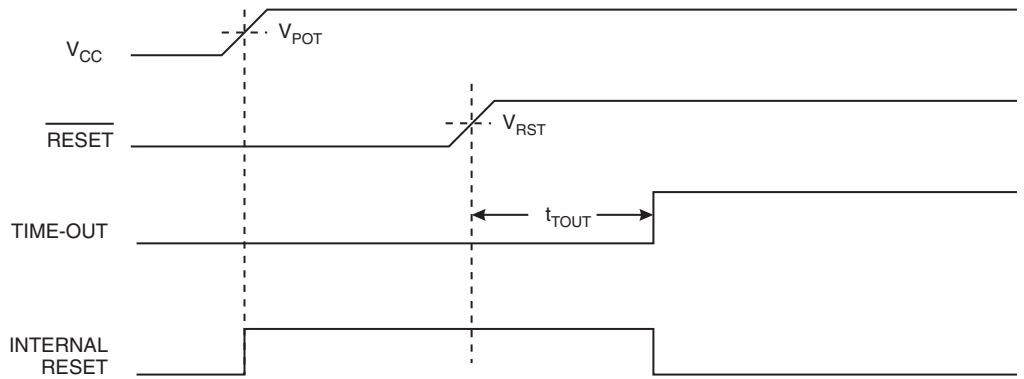 VCC
VPOT
RESET
VRST
TIME-OUT
tTOUT
INTERNAL
RESET